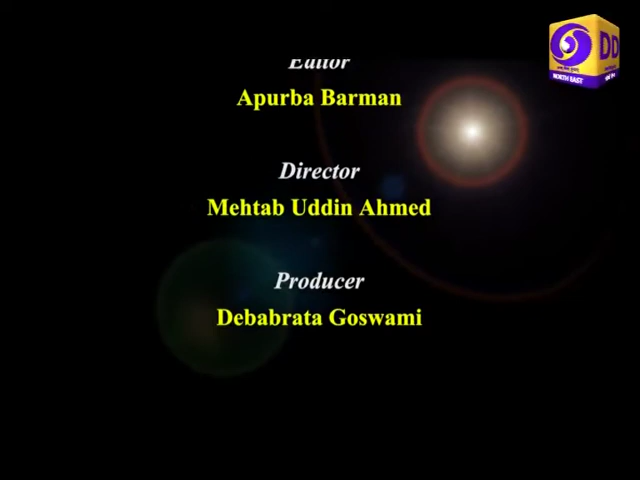 Editor
Apurba Barman
Director
Mehtab Uddin Ahmed
Producer
Debabrata Goswami
DD
NORTH EAST